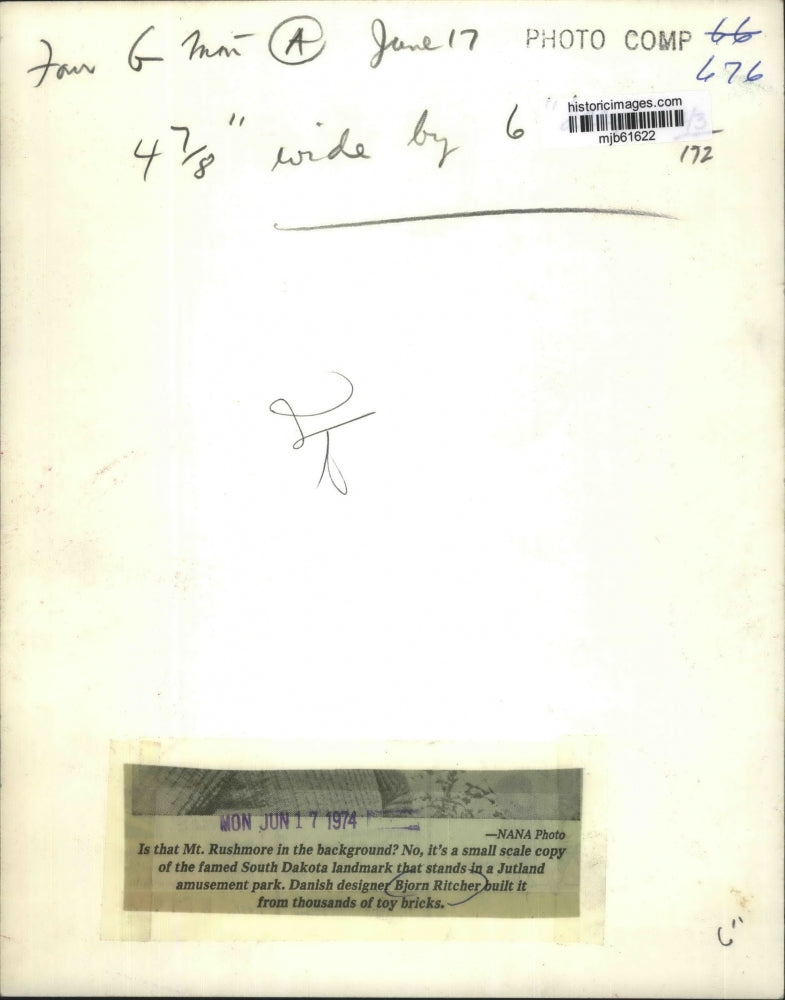 G Mon A June 17 PHOTO COMP 66
676
4 7/8" wide by 6"
historicimages.com
mjb61622
172
MON JUN 17 1974
—NANA Photo
Is that Mt. Rushmore in the background? No, it's a small scale copy
of the famed South Dakota landmark that stands in a Jutland
amusement park. Danish designer Bjorn Ritcher built it
from thousands of toy bricks.
6"